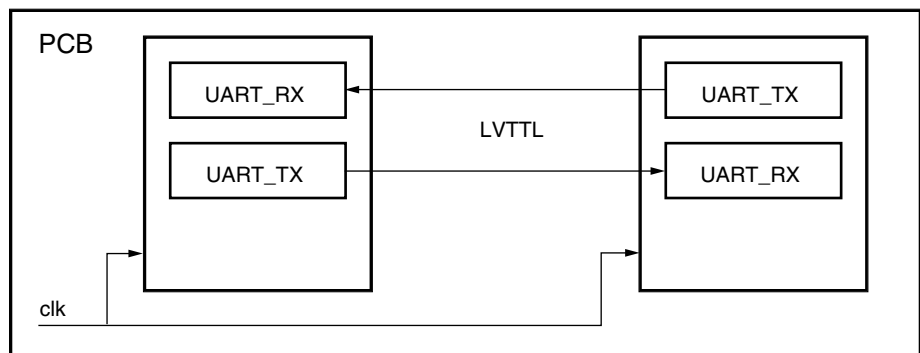 PCB
UART_RX
UART_TX
LVTTL
UART_TX
UART_RX
clk